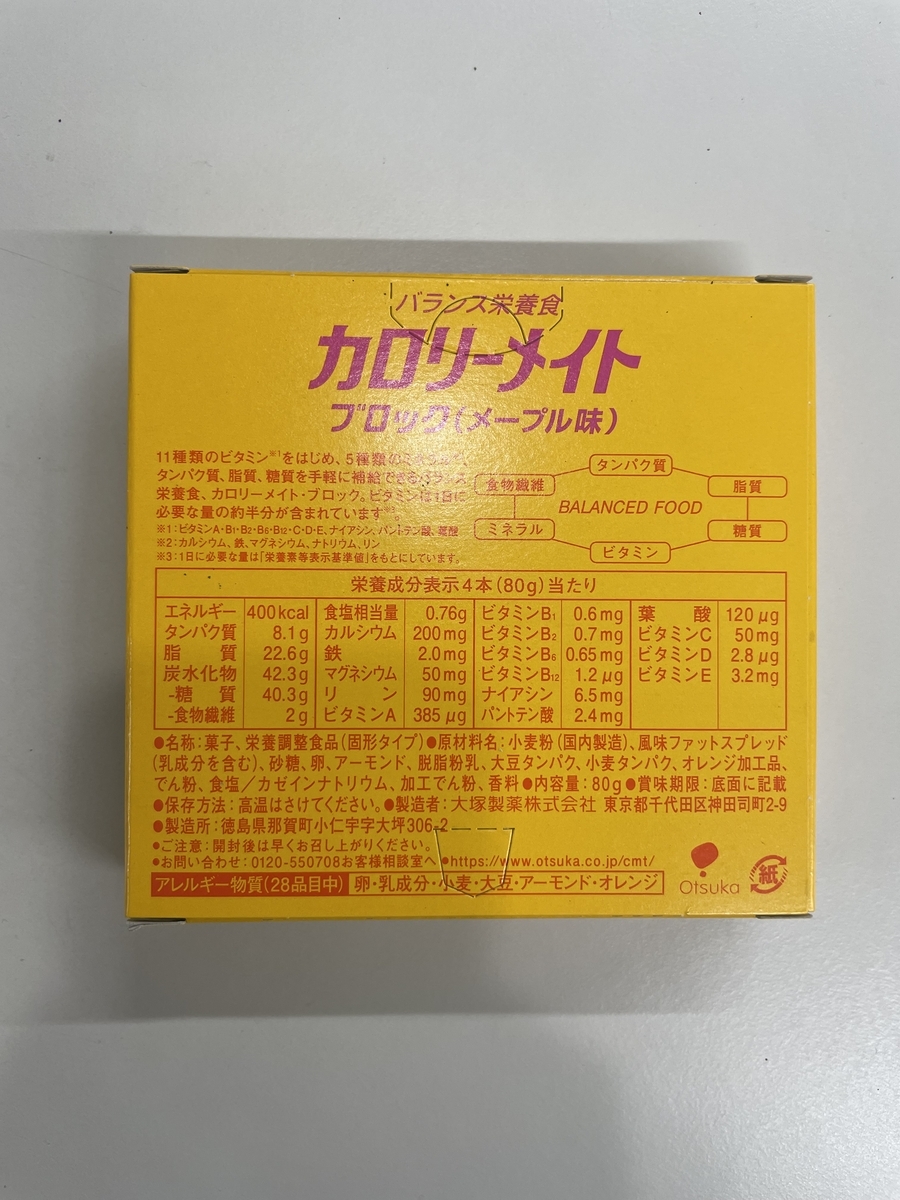 バランス栄養食
カロリーメイト
ブロック(メープル味)
11種類のビタミン※1をはじめ、5種類の
タンパク質、脂質、糖質を手軽に補給できるバランス
栄養食、カロリーメイト・ブロック。ビタミンは1日に
必要な量の約半分が含まれています※3。
※1:ビタミンA・B1・B2・B6・B12・C・D・E、ナイアシン、パントテン酸、葉酸
※2:カルシウム、鉄、マグネシウム、ナトリウム、リン
※3:1日に必要な量は「栄養素等表示基準値」をもとにしています。
タンパク質
食物繊維 脂質
BALANCED FOOD
ミネラル 糖質
ビタミン
栄養成分表示4本(80g)当たり
エネルギー 400kcal 食塩相当量 0.76g ビタミンB1 0.6mg 葉酸 120μg
タンパク質 8.1g カルシウム 200mg ビタミンB2 0.7mg ビタミンC 50mg
脂質 22.6g 鉄 2.0mg ビタミンB6 0.65mg ビタミンD 2.8μg
炭水化物 42.3g マグネシウム 50mg ビタミンB12 1.2μg ビタミンE 3.2mg
-糖質 40.3g リン 90mg ナイアシン 6.5mg
-食物繊維 2g ビタミンA 385μg パントテン酸 2.4mg
●名称:菓子、栄養調整食品(固形タイプ)●原材料名:小麦粉(国内製造)、風味ファットスプレッド
(乳成分を含む)、砂糖、卵、アーモンド、脱脂粉乳、大豆タンパク、小麦タンパク、オレンジ加工品、
でん粉、食塩/カゼインナトリウム、加工でん粉、香料●内容量:80g●賞味期限:底面に記載
●保存方法:高温はさけてください。●製造者:大塚製薬株式会社 東京都千代田区神田司町2-9
●製造所:徳島県那賀町小仁宇字大坪306-2
●ご注意:開封後は早くお召し上がりください。
●お問い合わせ:0120-550708お客様相談室へ ●https://www.otsuka.co.jp/cmt/
アレルギー物質(28品目中) 卵・乳成分・小麦・大豆・アーモンド・オレンジ
Otsuka
紙